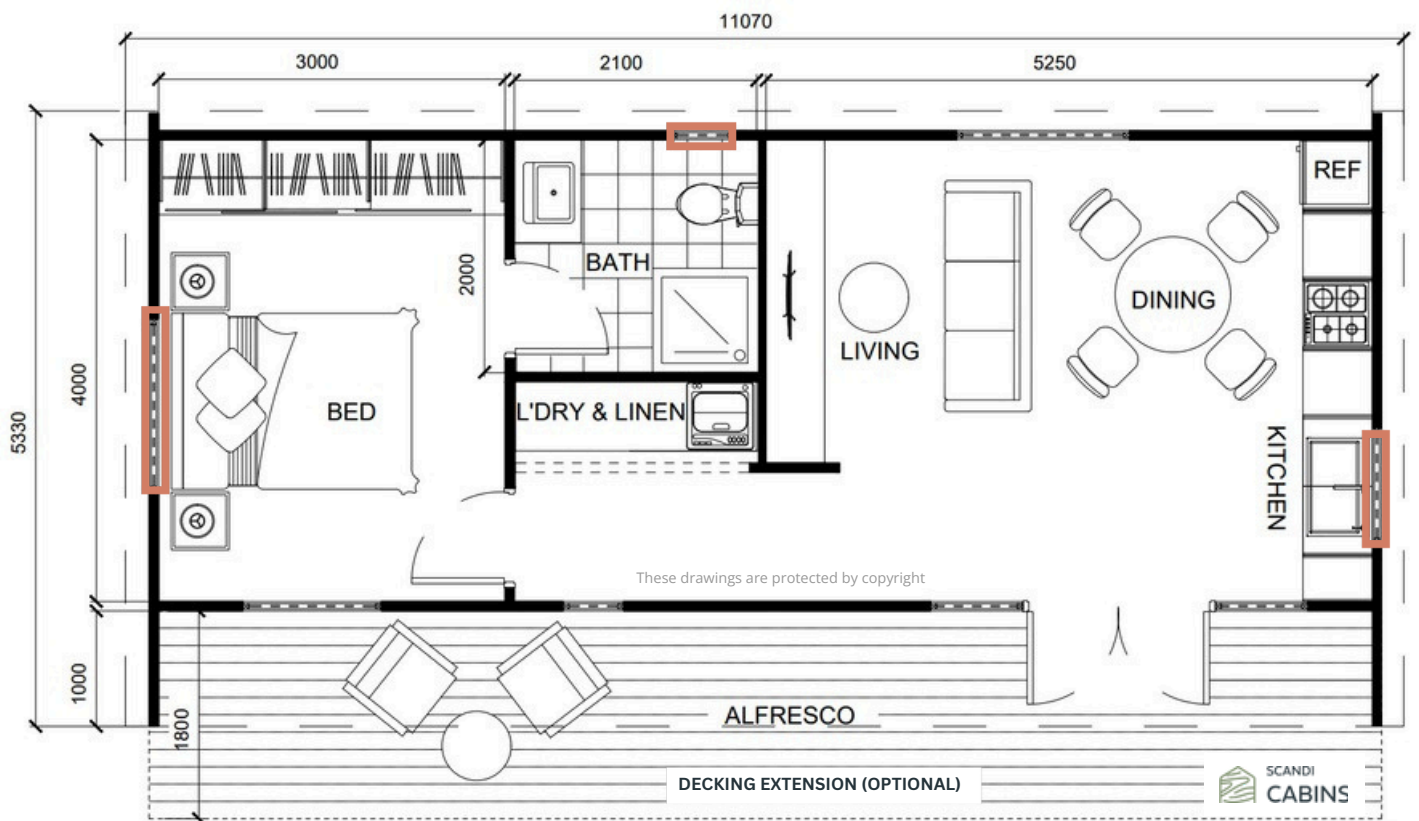 11070
3000
2100
5250
REF
BATH
2000
DINING
LIVING
4000
5330
BED
L'DRY & LINEN
KITCHEN
These drawings are protected by copyright
1000
1800
ALFRESCO
DECKING EXTENSION (OPTIONAL)
SCANDI
CABINS